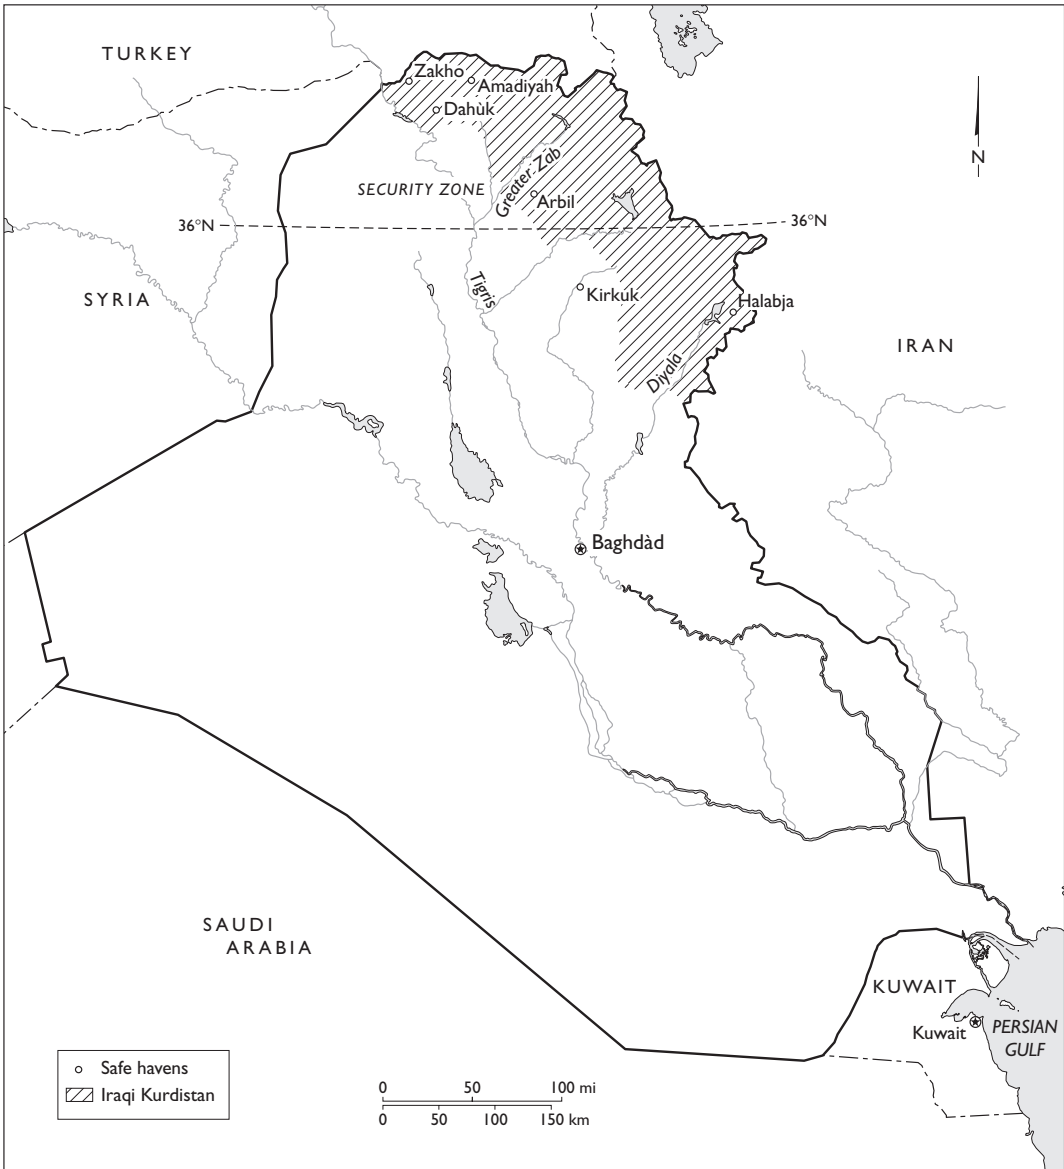 TURKEY
Zakho
Amadiyah
Dahùk
N
Greater Zab
SECURITY ZONE
Arbil
36°N
36°N
SYRIA
Tigris
Kirkuk
Halabja
IRAN
Diyala
Baghdàd
SAUDI
ARABIA
KUWAIT
Kuwait
PERSIAN
GULF
Safe havens
Iraqi Kurdistan
0 50 100 mi
0 50 100 150 km